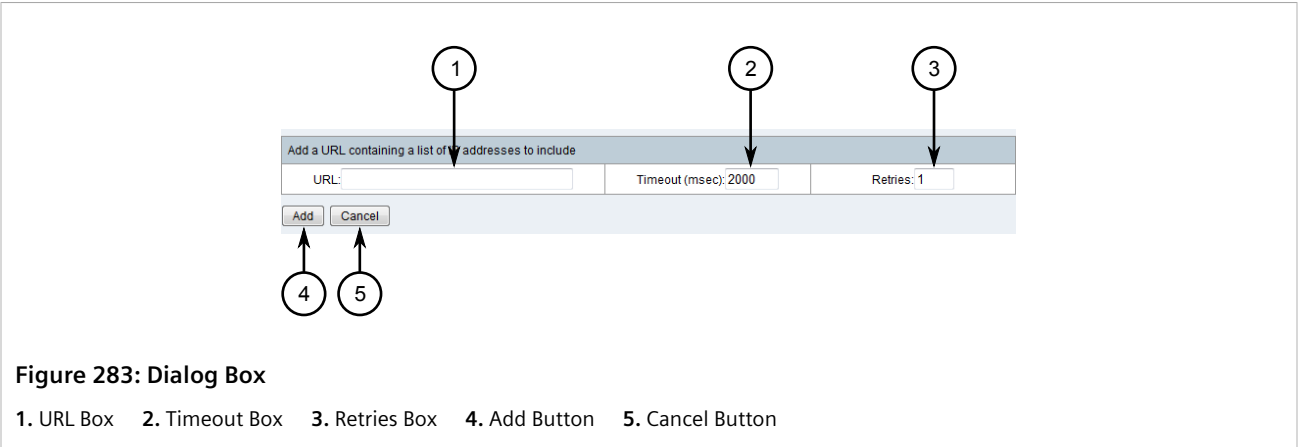 1 2 3
Add a URL containing a list of addresses to include
URL: Timeout (msec): 2000 Retries: 1
Add Cancel
4 5
Figure 283: Dialog Box
1. URL Box 2. Timeout Box 3. Retries Box 4. Add Button 5. Cancel Button